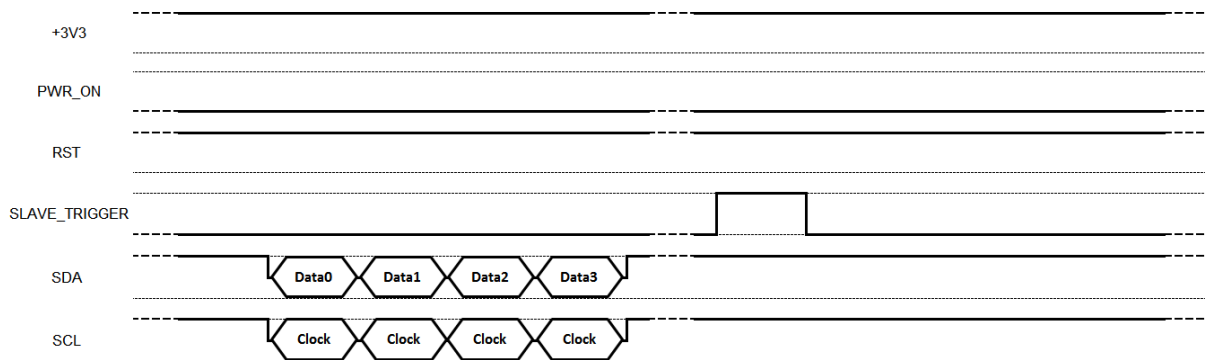 +3V3
PWR_ON
RST
SLAVE_TRIGGER
SDA Data0 Data1 Data2 Data3
SCL Clock Clock Clock Clock